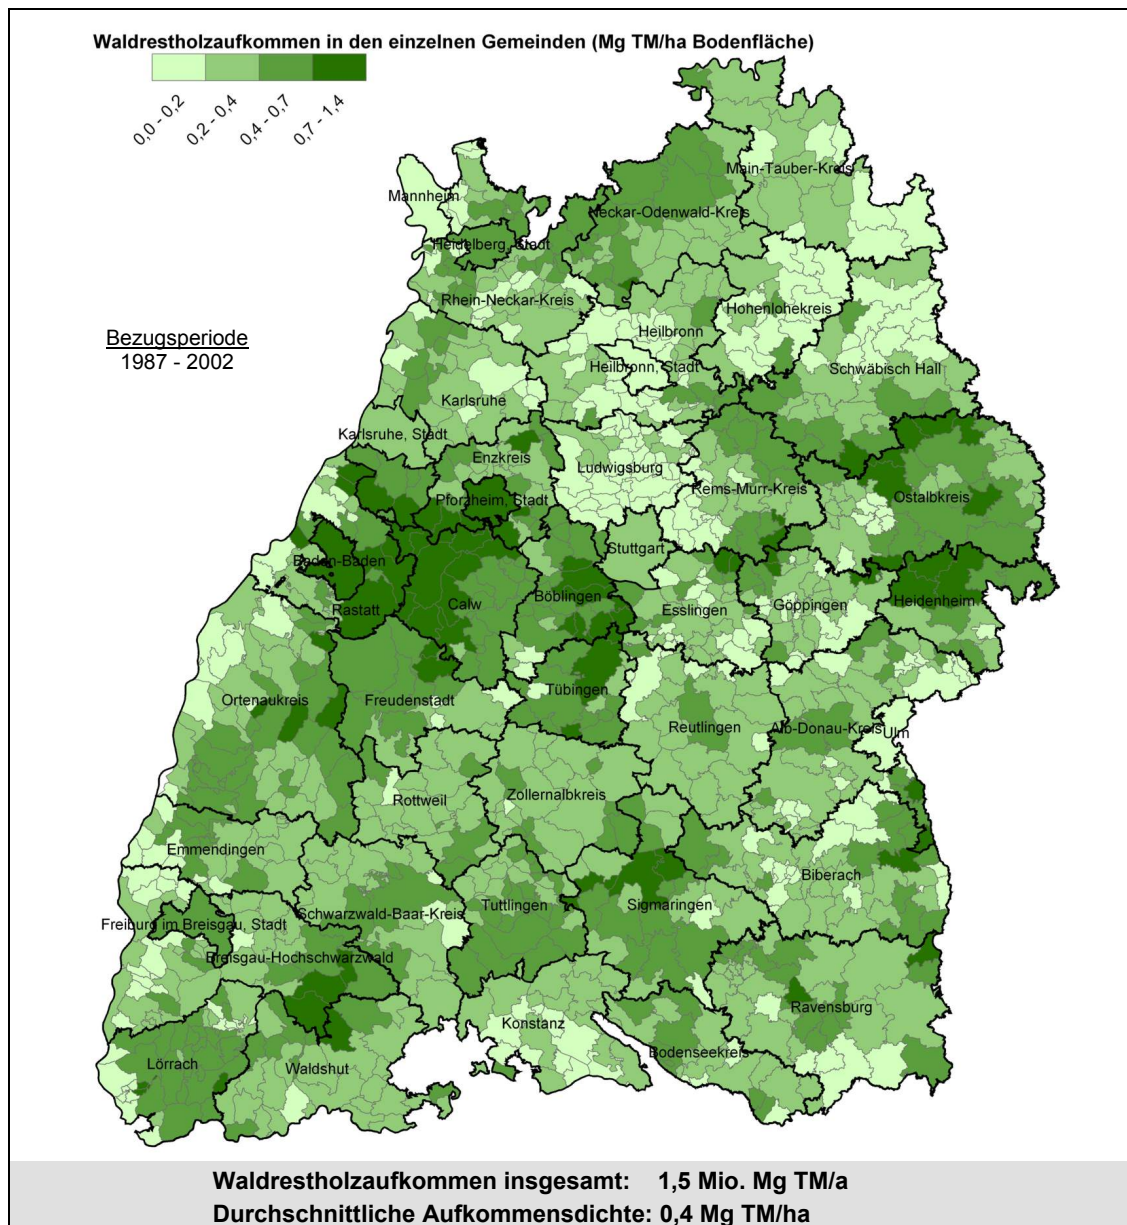 Waldrestholzaufkommen in den einzelnen Gemeinden (Mg TM/ha Bodenfläche)
0,0 - 0,2
0,2 - 0,4
0,4 - 0,7
0,7 - 1,4
Main-Tauber-Kreis
Mannheim
Neckar-Odenwald-Kreis
Heidelberg, Stadt
Rhein-Neckar-Kreis
Hohenlohekreis
Bezugsperiode
1987 - 2002
Heilbronn
Heilbronn, Stadt
Schwäbisch Hall
Karlsruhe
Karlsruhe, Stadt
Enzkreis
Ludwigsburg
Rems-Murr-Kreis
Ostalbkreis
Pforzheim, Stadt
Stuttgart
Baden-Baden
Rastatt
Calw
Böblingen
Esslingen
Göppingen
Heidenheim
Tübingen
Ortenaukreis
Freudenstadt
Reutlingen
Alb-Donau-Kreis
Ulm
Rottweil
Zollernalbkreis
Emmendingen
Biberach
Freiburg im Breisgau, Stadt
Schwarzwald-Baar-Kreis
Tuttlingen
Sigmaringen
Breisgau-Hochschwarzwald
Ravensburg
Konstanz
Bodenseekreis
Lörrach
Waldshut
Waldrestholzaufkommen insgesamt: 1,5 Mio. Mg TM/a
Durchschnittliche Aufkommensdichte: 0,4 Mg TM/ha